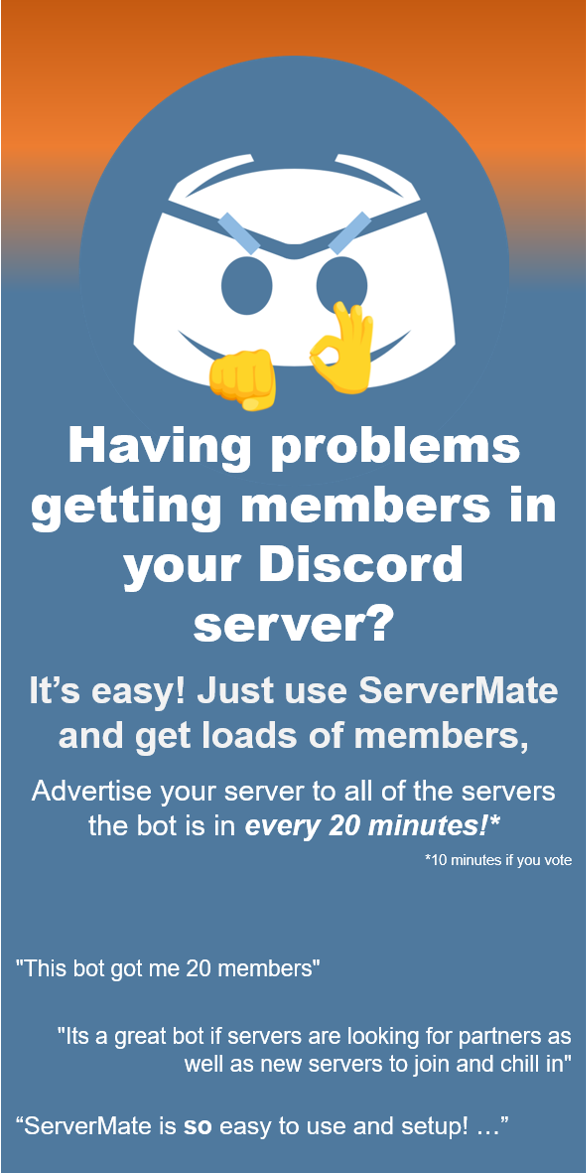 Having problems
getting members in
your Discord
server?
It’s easy! Just use ServerMate
and get loads of members,
Advertise your server to all of the servers
the bot is in every 20 minutes!*
*10 minutes if you vote
"This bot got me 20 members"
"Its a great bot if servers are looking for partners as
well as new servers to join and chill in"
“ServerMate is so easy to use and setup! …”